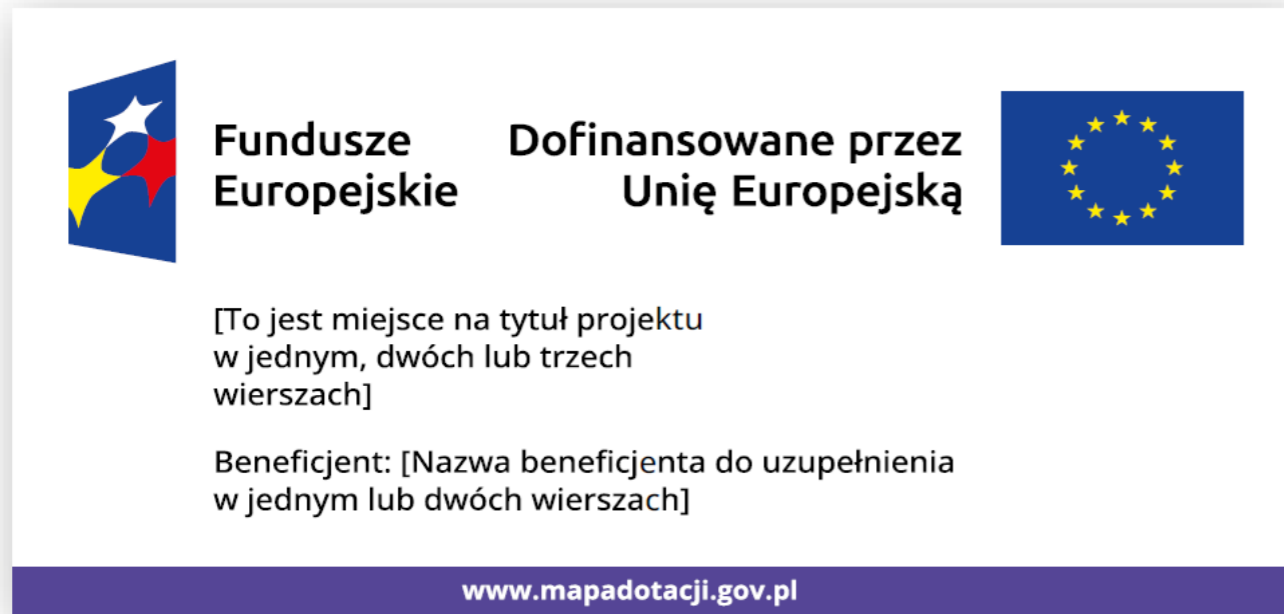 Fundusze
Europejskie
Dofinansowane przez
Unię Europejską
[To jest miejsce na tytuł projektu
w jednym, dwóch lub trzech
wierszach]
Beneficjent: [Nazwa beneficjenta do uzupełnienia
w jednym lub dwóch wierszach]
www.mapadotacji.gov.pl